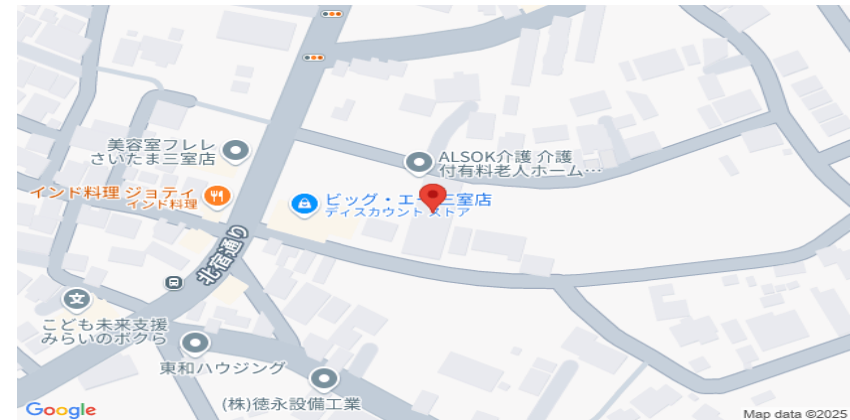 美容室フレレ
さいたま三室店
ALSOK介護 介護
付有料老人ホーム…
インド料理 ジョティ
インド料理
ビッグ・エー三室店
ディスカウント ストア
北宿通り
こども未来支援
みらいのボクら
東和ハウジング
(株)徳永設備工業
Google
Map data ©2025